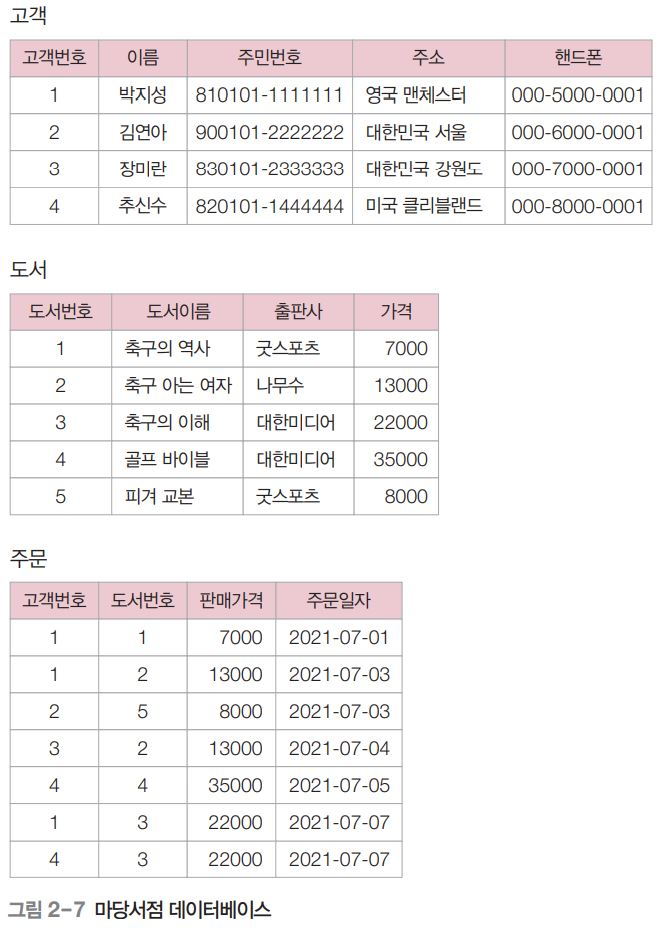 고객
고객번호 이름 주민번호 주소 핸드폰
1 박지성 810101-1111111 영국 맨체스터 000-5000-0001
2 김연아 900101-2222222 대한민국 서울 000-6000-0001
3 장미란 830101-2333333 대한민국 강원도 000-7000-0001
4 추신수 820101-1444444 미국 클리블랜드 000-8000-0001
도서
도서번호 도서이름 출판사 가격
1 축구의 역사 굿스포츠 7000
2 축구 아는 여자 나무수 13000
3 축구의 이해 대한미디어 22000
4 골프 바이블 대한미디어 35000
5 피겨 교본 굿스포츠 8000
주문
고객번호 도서번호 판매가격 주문일자
1 1 7000 2021-07-01
1 2 13000 2021-07-03
2 5 8000 2021-07-03
3 2 13000 2021-07-04
4 4 35000 2021-07-05
1 3 22000 2021-07-07
4 3 22000 2021-07-07
그림 2-7 마당서점 데이터베이스